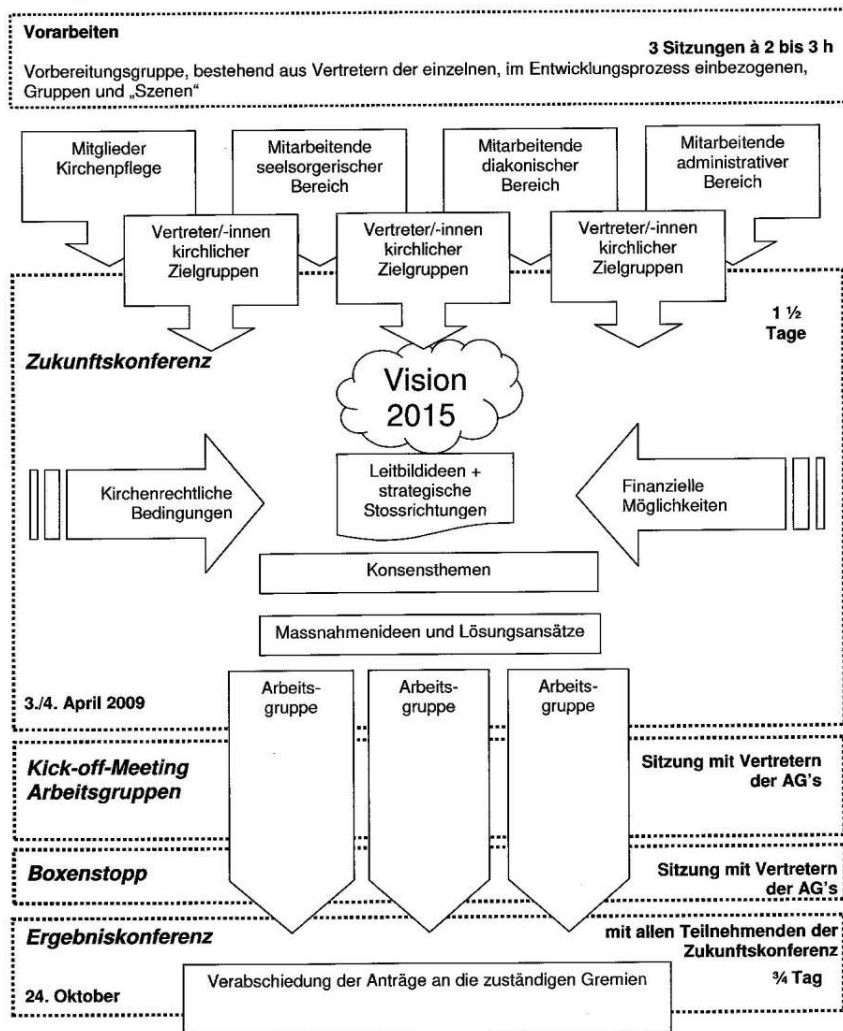 Vorarbeiten
3 Sitzungen à 2 bis 3 h
Vorbereitungsgruppe, bestehend aus Vertretern der einzelnen, im Entwicklungsprozess einbezogenen,
Gruppen und „Szenen“
Mitglieder
Kirchenpflege
Mitarbeitende
seelsorgerischer
Bereich
Mitarbeitende
diakonischer
Bereich
Mitarbeitende
administrativer
Bereich
Vertreter/-innen
kirchlicher
Zielgruppen
Vertreter/-innen
kirchlicher
Zielgruppen
Vertreter/-innen
kirchlicher
Zielgruppen
1 ½
Tage
Zukunftskonferenz
Vision
2015
Kirchenrechtliche
Bedingungen
Leitbildideen +
strategische
Stossrichtungen
Finanzielle
Möglichkeiten
Konsensthemen
Massnahmenideen und Lösungsansätze
Arbeits-
gruppe
Arbeits-
gruppe
Arbeits-
gruppe
3./4. April 2009
Kick-off-Meeting
Arbeitsgruppen
Sitzung mit Vertretern
der AG's
Boxenstopp
Sitzung mit Vertretern
der AG's
Ergebniskonferenz
mit allen Teilnehmenden der
Zukunftskonferenz
¾ Tag
Verabschiedung der Anträge an die zuständigen Gremien
24. Oktober